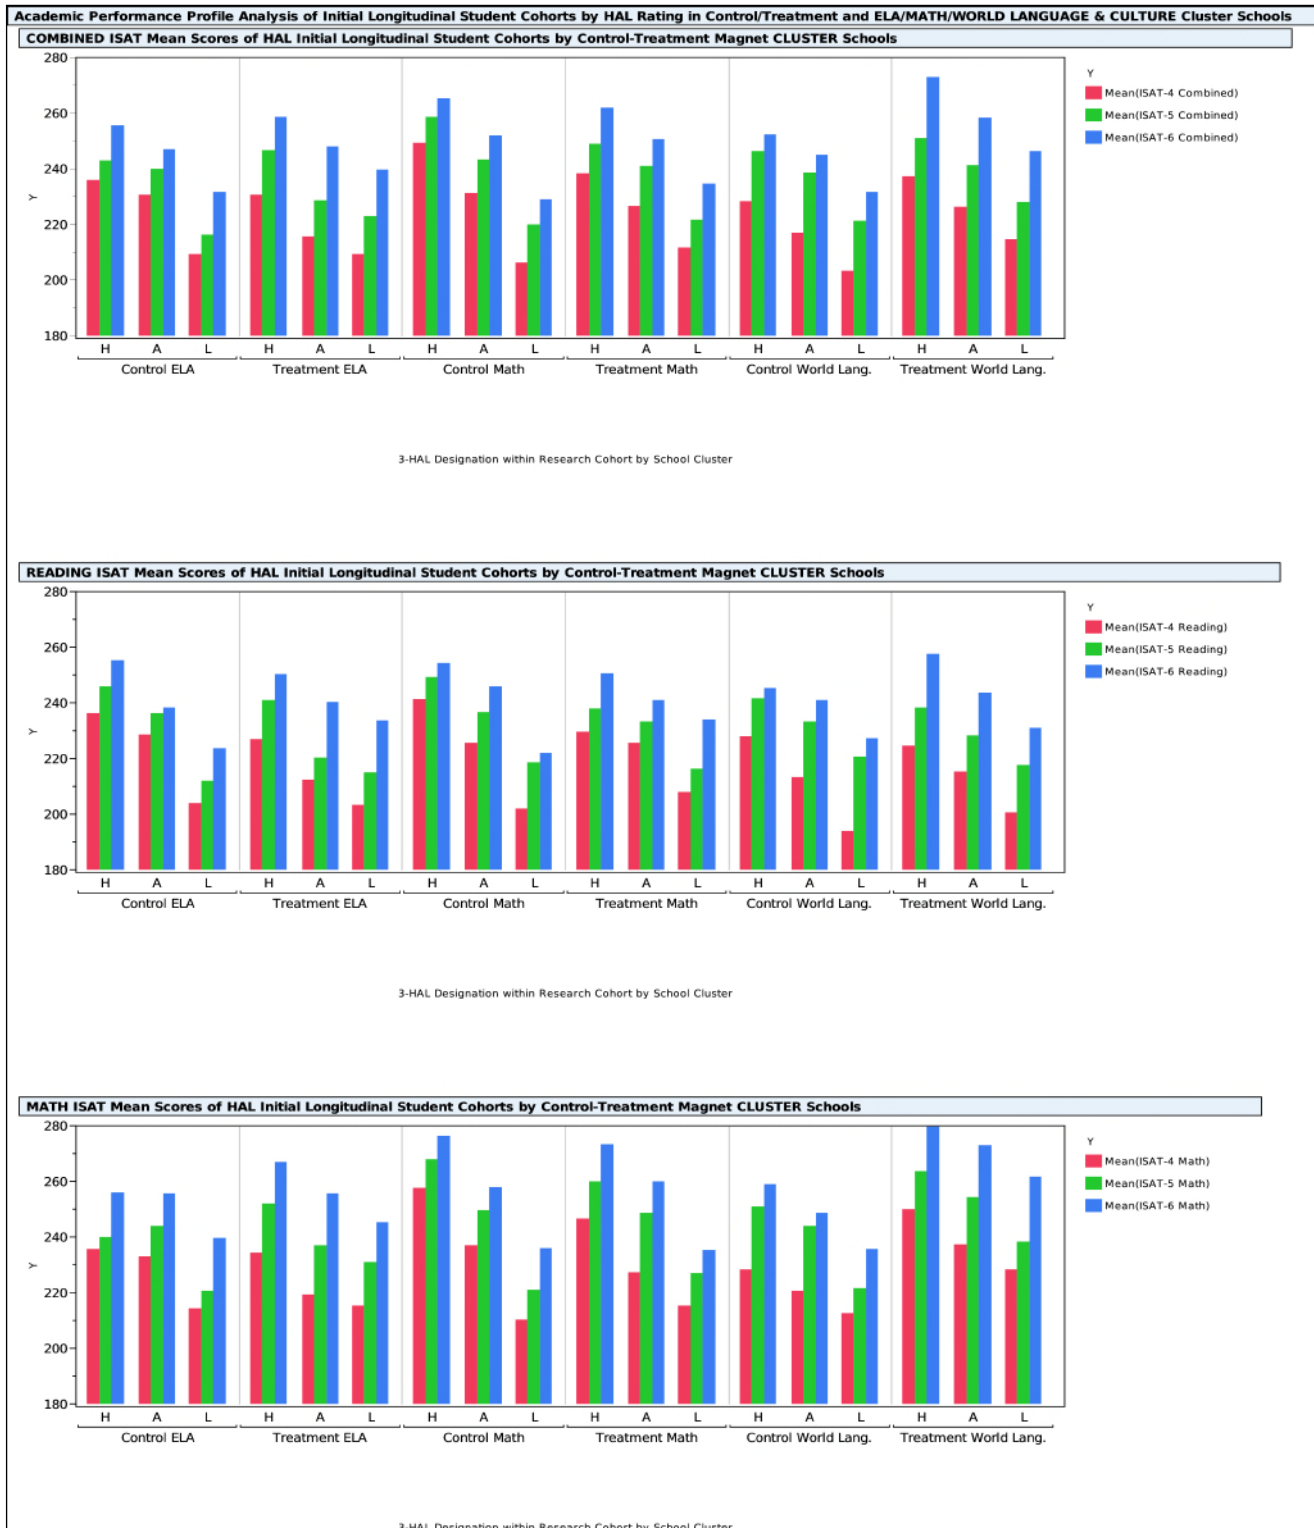 Academic Performance Profile Analysis of Initial Longitudinal Student Cohorts by HAL Rating in Control/Treatment and ELA/MATH/WORLD LANGUAGE & CULTURE Cluster Schools
COMBINED ISAT Mean Scores of HAL Initial Longitudinal Student Cohorts by Control-Treatment Magnet CLUSTER Schools
280
260
240
220
200
180
Y
H A L H A L H A L H A L H A L H A L
Control ELA Treatment ELA Control Math Treatment Math Control World Lang. Treatment World Lang.
3-HAL Designation within Research Cohort by School Cluster
Y
Mean(ISAT-4 Combined)
Mean(ISAT-5 Combined)
Mean(ISAT-6 Combined)
READING ISAT Mean Scores of HAL Initial Longitudinal Student Cohorts by Control-Treatment Magnet CLUSTER Schools
280
260
240
220
200
180
Y
H A L H A L H A L H A L H A L H A L
Control ELA Treatment ELA Control Math Treatment Math Control World Lang. Treatment World Lang.
3-HAL Designation within Research Cohort by School Cluster
Y
Mean(ISAT-4 Reading)
Mean(ISAT-5 Reading)
Mean(ISAT-6 Reading)
MATH ISAT Mean Scores of HAL Initial Longitudinal Student Cohorts by Control-Treatment Magnet CLUSTER Schools
280
260
240
220
200
180
Y
H A L H A L H A L H A L H A L H A L
Control ELA Treatment ELA Control Math Treatment Math Control World Lang. Treatment World Lang.
3-HAL Designation within Research Cohort by School Cluster
Y
Mean(ISAT-4 Math)
Mean(ISAT-5 Math)
Mean(ISAT-6 Math)